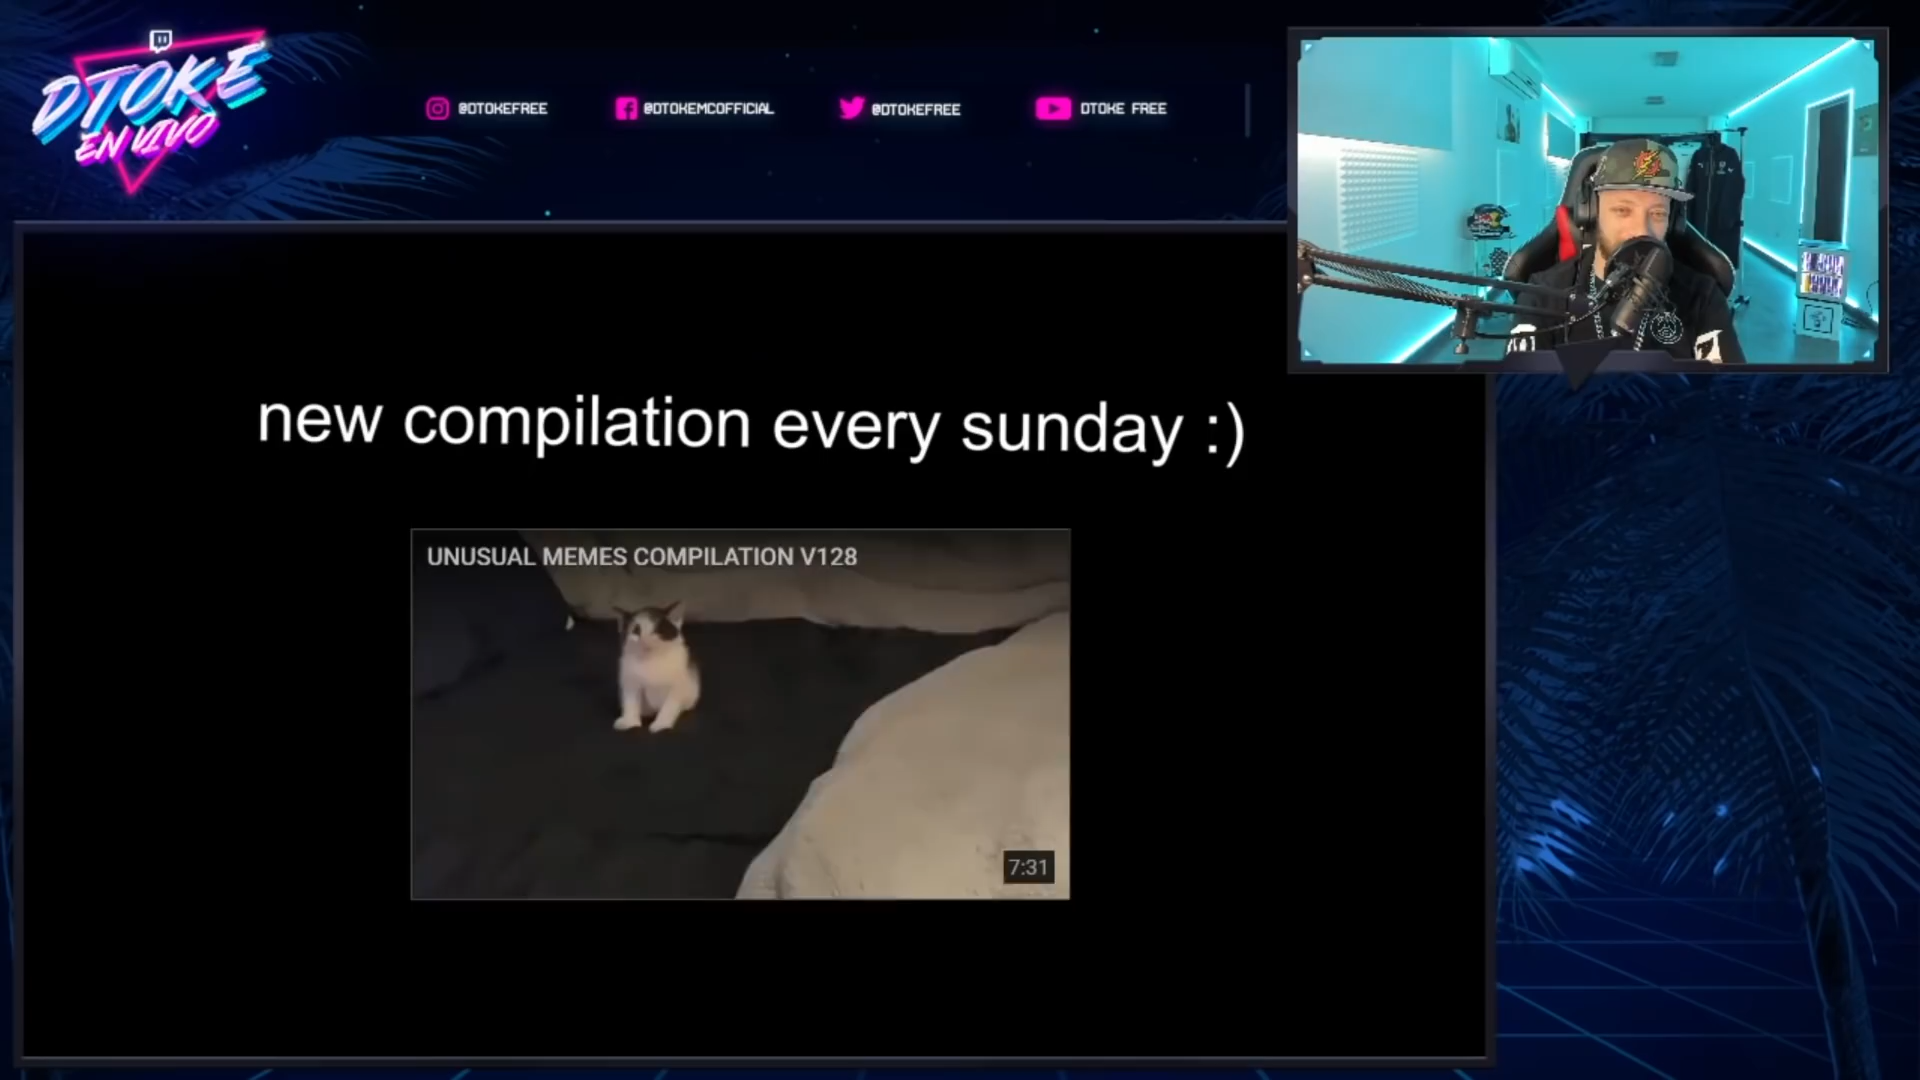 DTOKE
EN VIVO
@DTOKEFREE
@DTOKEMCOFFICIAL
@DTOKEFREE
DTOKE FREE
new compilation every sunday :)
UNUSUAL MEMES COMPILATION V128
7:31